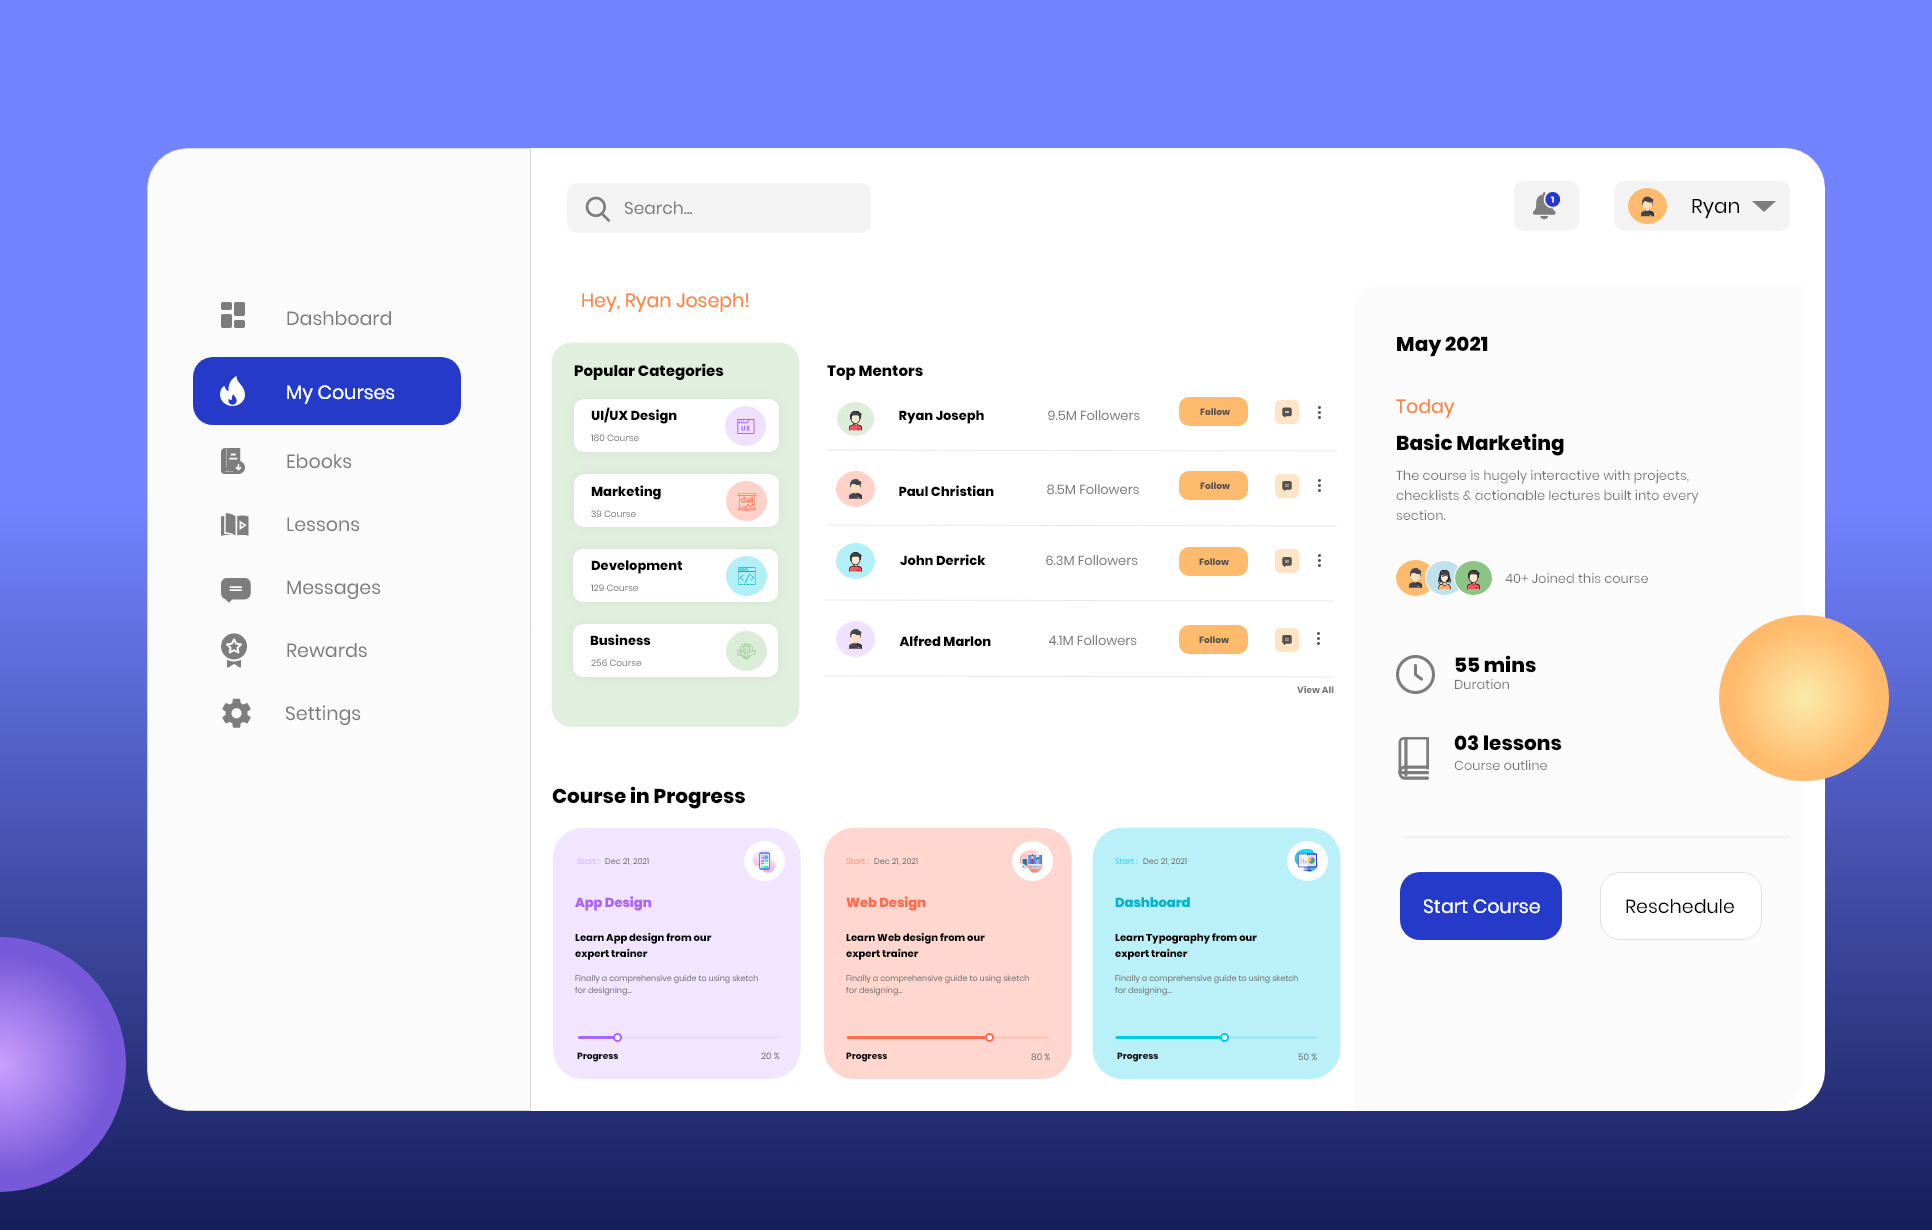 Search...
1
Ryan
Dashboard
My Courses
Ebooks
Lessons
Messages
Rewards
Settings
Hey, Ryan Joseph!
Popular Categories
UI/UX Design
180 Course
UX
Marketing
39 Course
Development
129 Course
</>
Business
256 Course
Top Mentors
Ryan Joseph
9.5M Followers
Follow
Paul Christian
8.5M Followers
Follow
John Derrick
6.3M Followers
Follow
Alfred Marlon
4.1M Followers
Follow
View All
Course in Progress
Start : Dec 21, 2021
App Design
Learn App design from our
expert trainer
Finally a comprehensive guide to using sketch
for designing...
Progress
20 %
Start : Dec 21, 2021
Web Design
Learn Web design from our
expert trainer
Finally a comprehensive guide to using sketch
for designing...
Progress
80 %
Start : Dec 21, 2021
Dashboard
Learn Typography from our
expert trainer
Finally a comprehensive guide to using sketch
for designing...
Progress
50 %
May 2021
Today
Basic Marketing
The course is hugely interactive with projects,
checklists & actionable lectures built into every
section.
40+ Joined this course
55 mins
Duration
03 lessons
Course outline
Start Course
Reschedule